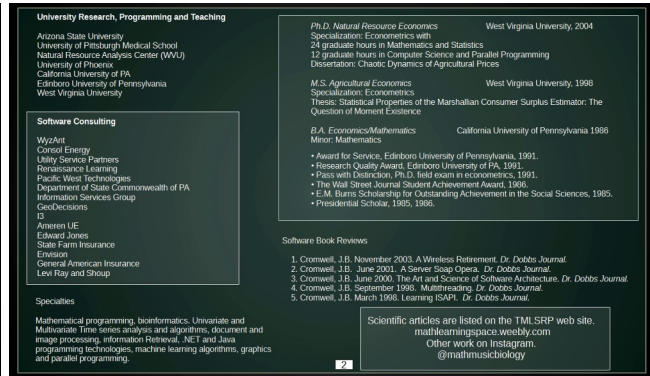 University Research, Programming and Teaching
Arizona State University
University of Pittsburgh Medical School
Natural Resource Analysis Center (WVU)
University of Phoenix
California University of PA
Edinboro University of Pennsylvania
West Virginia University
Software Consulting
WyzAnt
Consol Energy
Utility Service Partners
Renaissance Learning
Pacific West Technologies
Department of State Commonwealth of PA
Information Services Group
GeoDecisions
I3
Ameren UE
Edward Jones
State Farm Insurance
Envision
General American Insurance
Levi Ray and Shoup
Specialties
Mathematical programming, bioinformatics. Univariate and
Multivariate Time series analysis and algorithms, document and
image processing, information Retrieval, .NET and Java
programming technologies, machine learning algorithms, graphics
and parallel programming.
Ph.D. Natural Resource Economics West Virginia University, 2004
Specialization: Econometrics with
24 graduate hours in Mathematics and Statistics
12 graduate hours in Computer Science and Parallel Programming
Dissertation: Chaotic Dynamics of Agricultural Prices
M.S. Agricultural Economics West Virginia University, 1998
Specialization: Econometrics
Thesis: Statistical Properties of the Marshallian Consumer Surplus Estimator: The
Question of Moment Existence
B.A. Economics/Mathematics California University of Pennsylvania 1986
Minor: Mathematics
• Award for Service, Edinboro University of Pennsylvania, 1991.
• Research Quality Award, Edinboro University of PA, 1991.
• Pass with Distinction, Ph.D. field exam in econometrics, 1991.
• The Wall Street Journal Student Achievement Award, 1986.
• E.M. Burns Scholarship for Outstanding Achievement in the Social Sciences, 1985.
• Presidential Scholar, 1985, 1986.
Software Book Reviews
1. Cromwell, J.B. November 2003. A Wireless Retirement. Dr. Dobbs Journal.
2. Cromwell, J.B. June 2001. A Server Soap Opera. Dr. Dobbs Journal.
3. Cromwell, J.B. June 2000. The Art and Science of Software Architecture. Dr. Dobbs Journal.
4. Cromwell, J.B. September 1998. Multithreading. Dr. Dobbs Journal.
5. Cromwell, J.B. March 1998. Learning ISAPI. Dr. Dobbs Journal.
Scientific articles are listed on the TMLSRP web site.
mathlearningspace.weebly.com
Other work on Instagram.
@mathmusicbiology
2